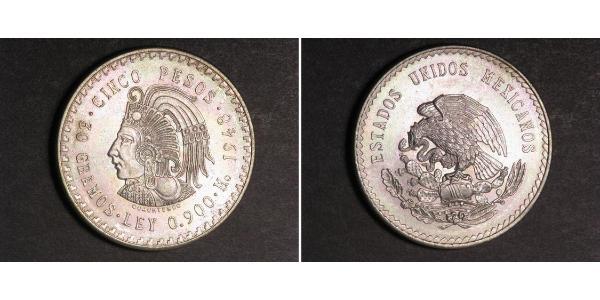 30 GRAMOS · CINCO PESOS · 1948 · LEY 0.900 · M
CUAUHTEMOC
ESTADOS UNIDOS MEXICANOS